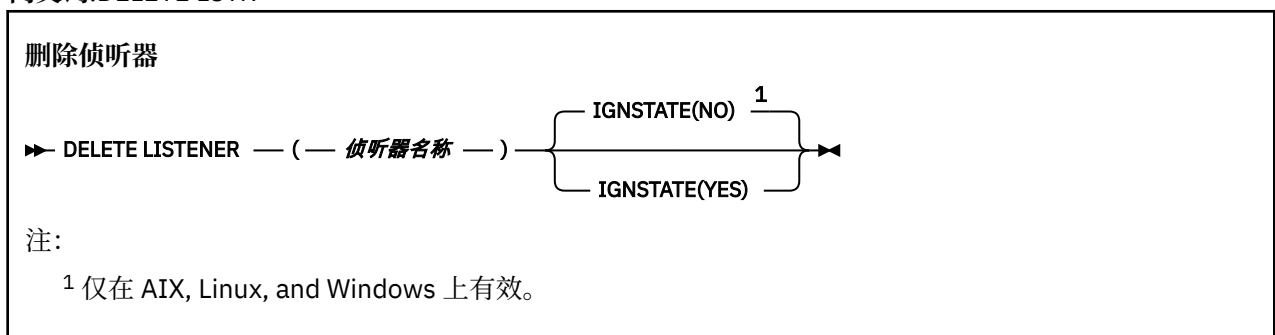 删除侦听器
IGNSTATE(NO) 1
DELETE LISTENER ( 侦听器名称 )
IGNSTATE(YES)
注：
1 仅在 AIX, Linux, and Windows 上有效。